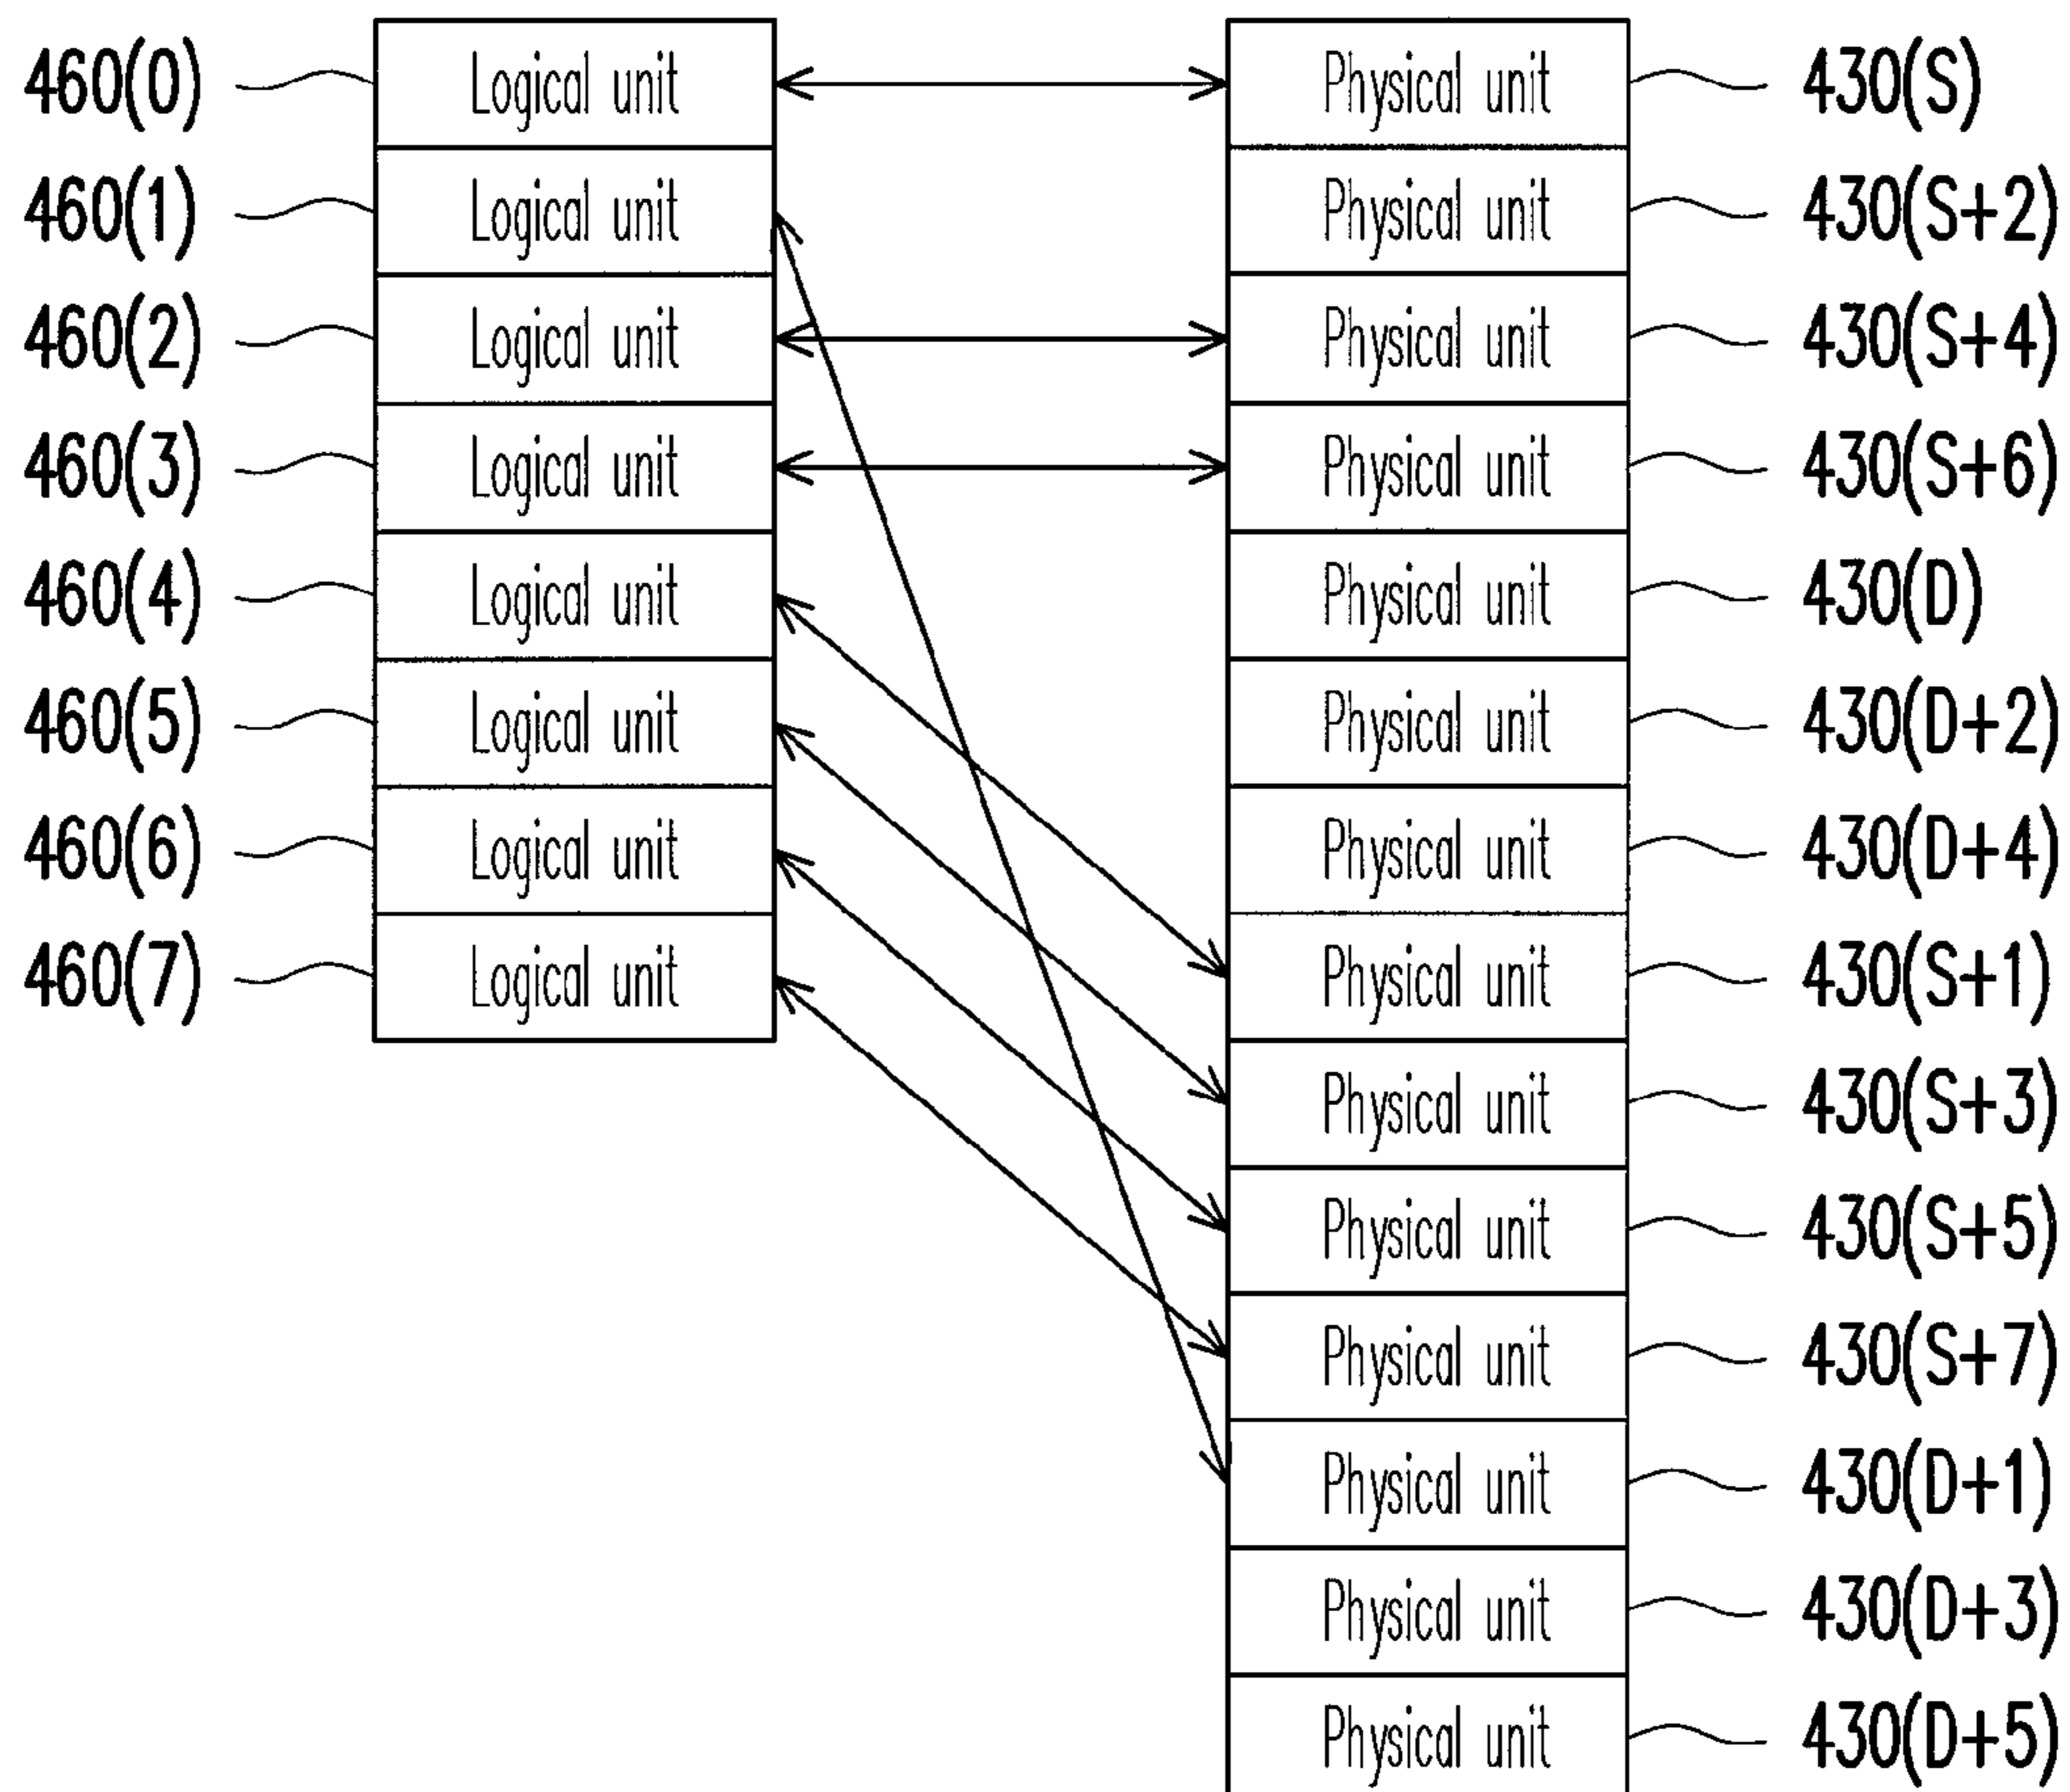 460(0) Logical unit Physical unit 430(S)
460(1) Logical unit Physical unit 430(S+2)
460(2) Logical unit Physical unit 430(S+4)
460(3) Logical unit Physical unit 430(S+6)
460(4) Logical unit Physical unit 430(D)
460(5) Logical unit Physical unit 430(D+2)
460(6) Logical unit Physical unit 430(D+4)
460(7) Logical unit Physical unit 430(S+1)
Physical unit 430(S+3)
Physical unit 430(S+5)
Physical unit 430(S+7)
Physical unit 430(D+1)
Physical unit 430(D+3)
Physical unit 430(D+5)